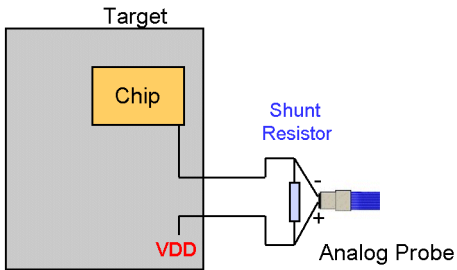 Target
Chip
Shunt
Resistor
-
+
VDD
Analog Probe